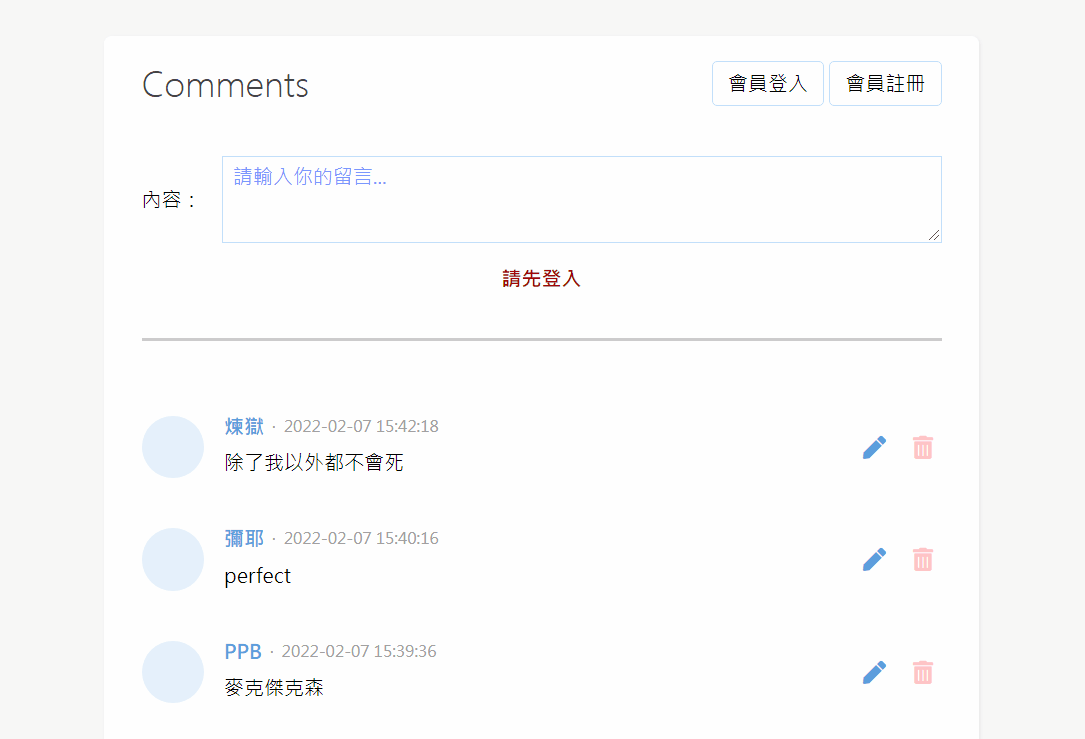 Comments
會員登入
會員註冊
內容：
請輸入你的留言...
請先登入
煉獄 · 2022-02-07 15:42:18
除了我以外都不會死
彌耶 · 2022-02-07 15:40:16
perfect
PPB · 2022-02-07 15:39:36
麥克傑克森